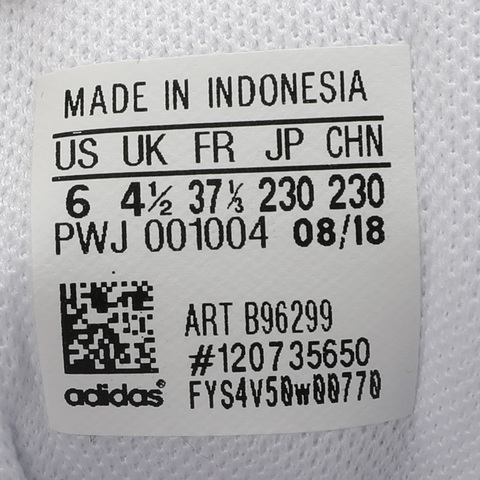 MADE IN INDONESIA
US UK FR JP CHN
6 4½ 37⅓ 230 230
PWJ 001004 08/18
ART B96299
#120735650
adidas® FYS4V50w00770